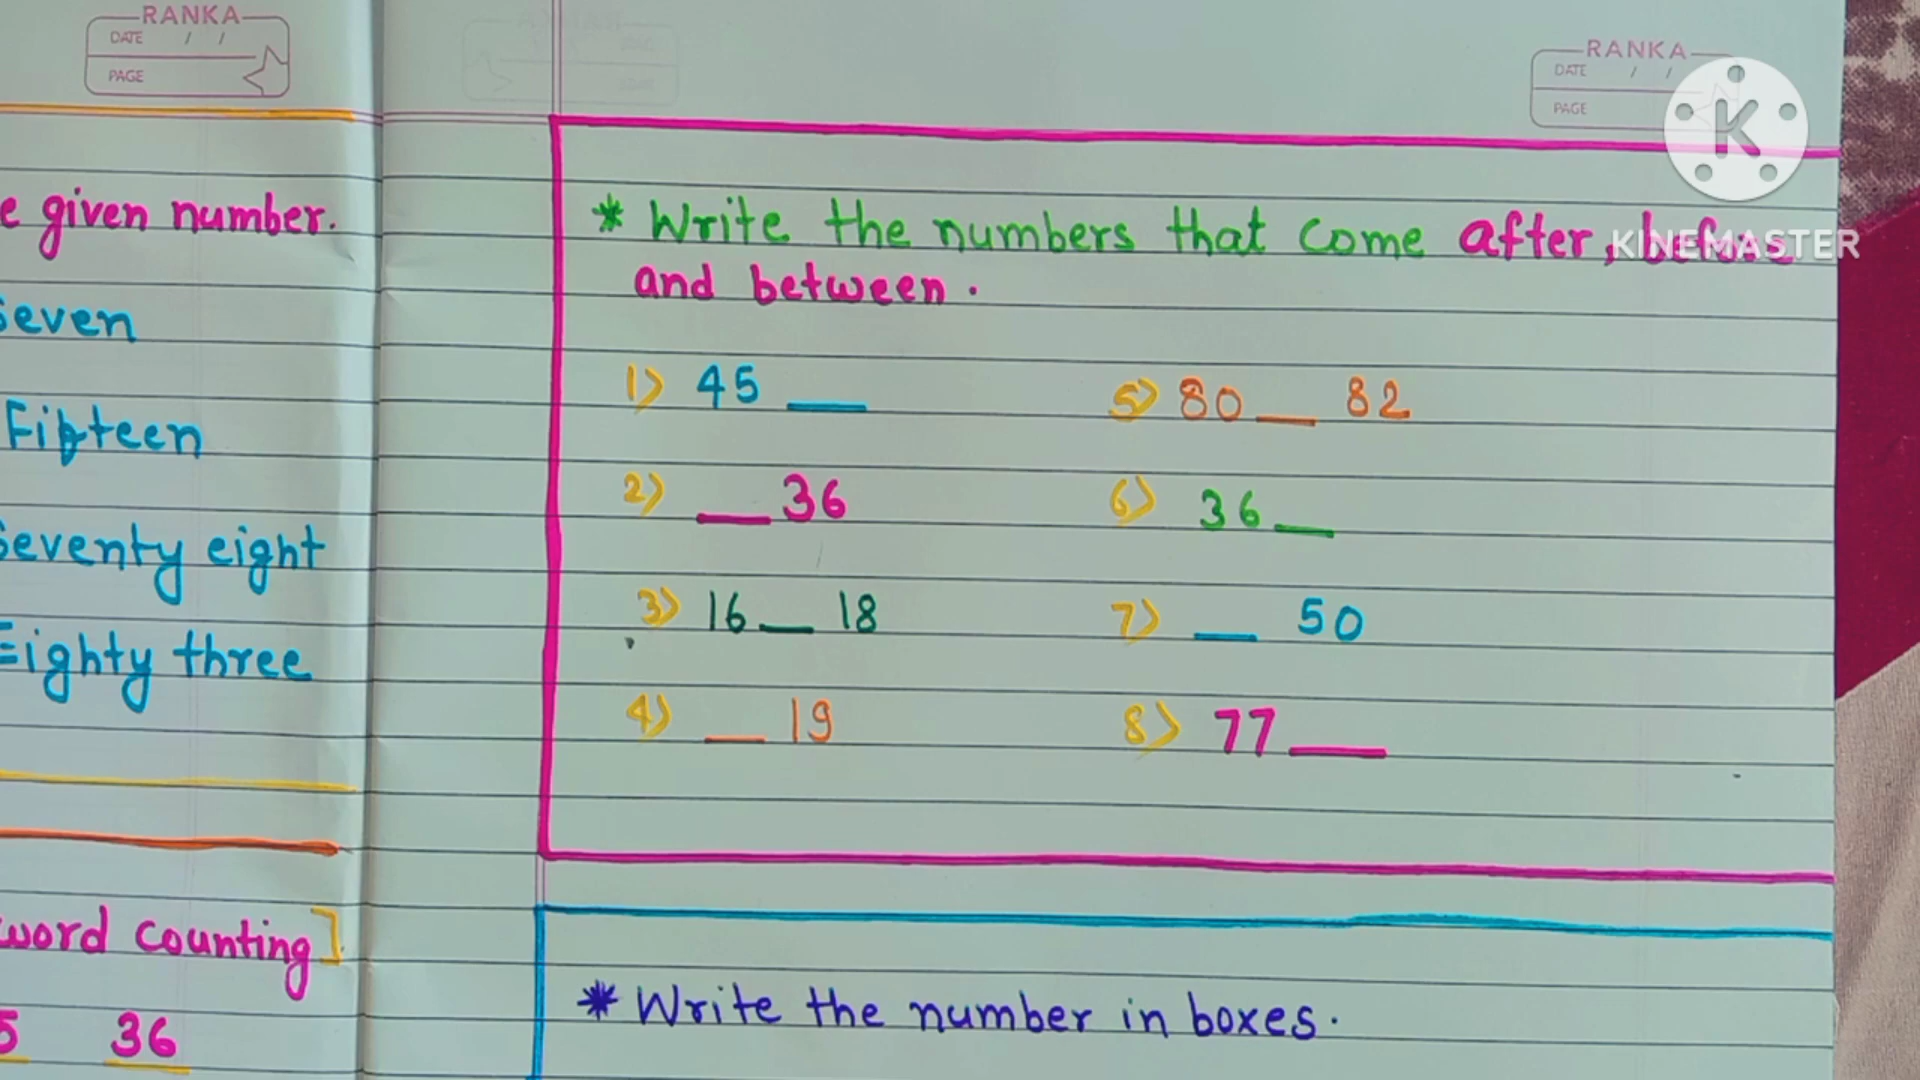 RANKA
DATE / /
PAGE
e given number.
Seven
Fifteen
Seventy eight
Eighty three
word counting]
5 36
RANKA
DATE / /
PAGE
K
KINEMASTER
* Write the numbers that come after, before
and between.
1) 45 __
2) __ 36
3) 16 __ 18
4) __ 19
5) 80 __ 82
6) 36 __
7) __ 50
8) 77 __
* Write the number in boxes.